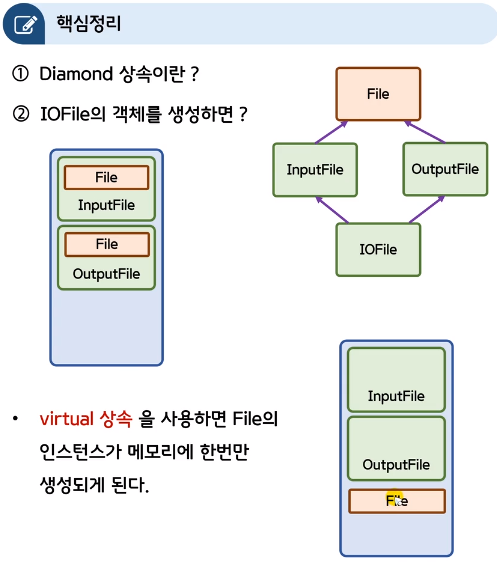 핵심정리
① Diamond 상속이란 ?
② IOFile의 객체를 생성하면 ?
File
InputFile
OutputFile
IOFile
File
InputFile
File
OutputFile
• virtual 상속 을 사용하면 File의
인스턴스가 메모리에 한번만
생성되게 된다.
InputFile
OutputFile
File